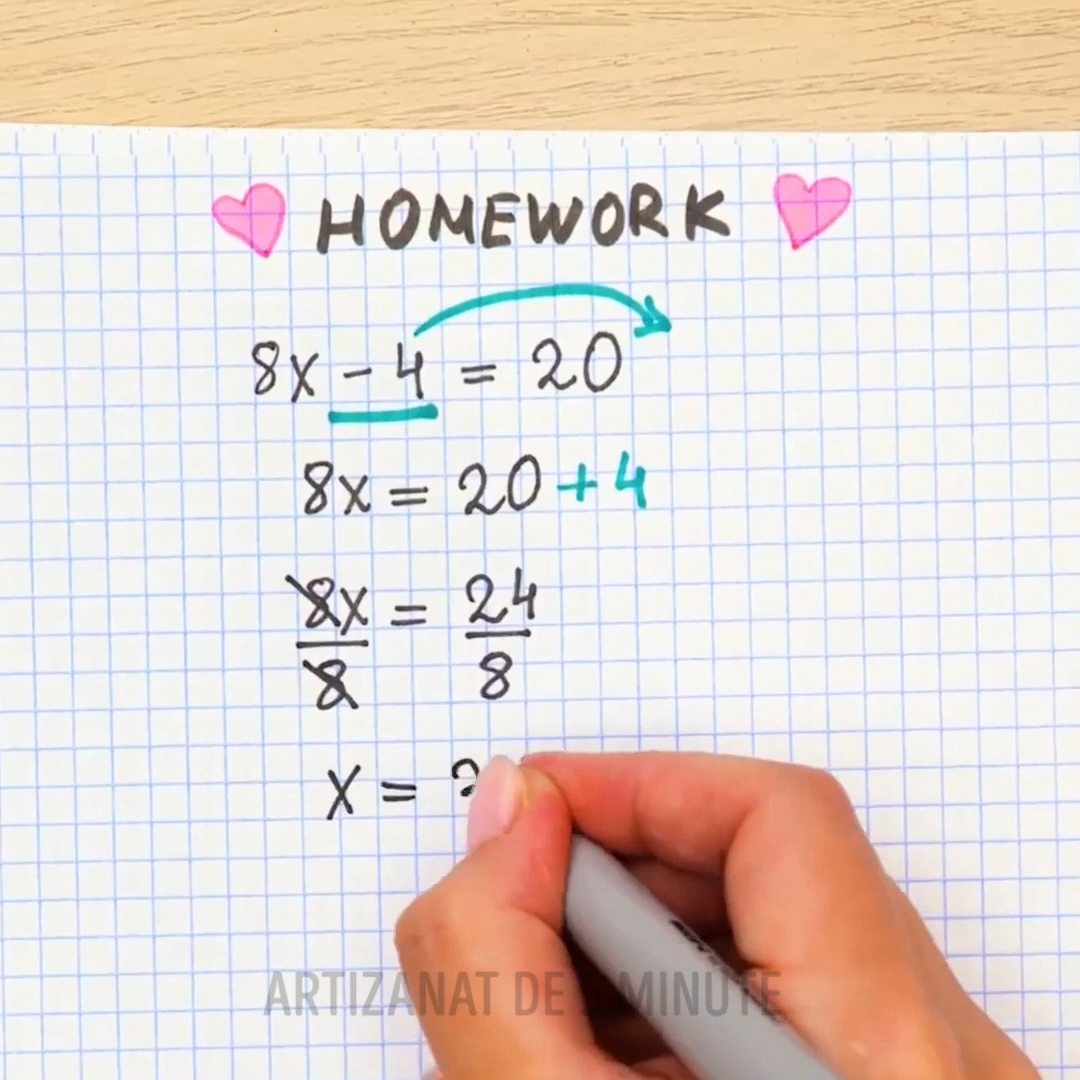 HOMEWORK
8x - 4 = 20
8x = 20 + 4
8x/8 = 24/8
x =
ARTIZANAT DE MINUTE